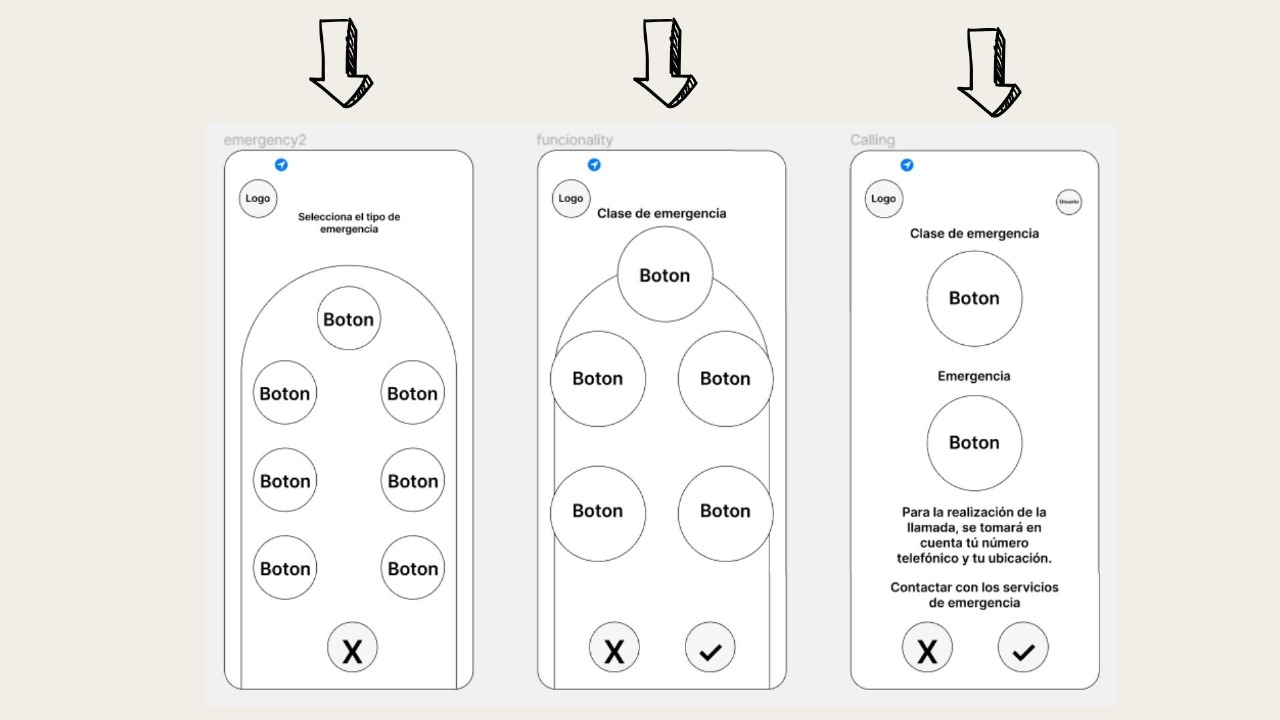 emergency2
Logo
Selecciona el tipo de
emergencia
Boton
Boton
Boton
Boton
Boton
Boton
Boton
X
funcionality
Logo
Clase de emergencia
Boton
Boton
Boton
Boton
Boton
X
Calling
Logo
Usuario
Clase de emergencia
Boton
Emergencia
Boton
Para la realización de la
llamada, se tomará en
cuenta tú número
telefónico y tu ubicación.
Contactar con los servicios
de emergencia
X